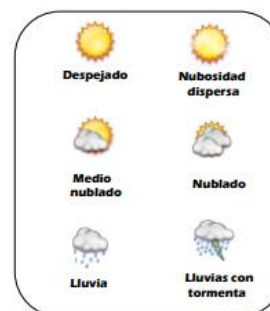 Despejado
Nubosidad
dispersa
Medio
nublado
Nublado
Lluvia
Lluvias con
tormenta